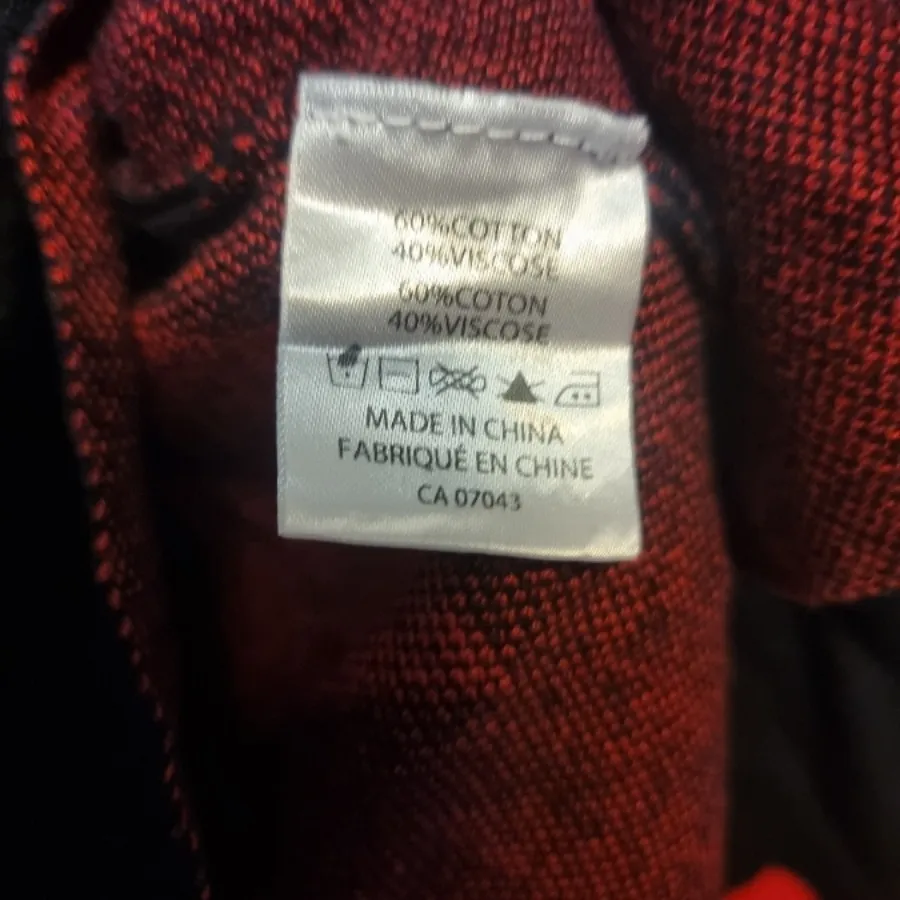 60%COTTON
40%VISCOSE
60%COTON
40%VISCOSE
MADE IN CHINA
FABRIQUÉ EN CHINE
CA 07043